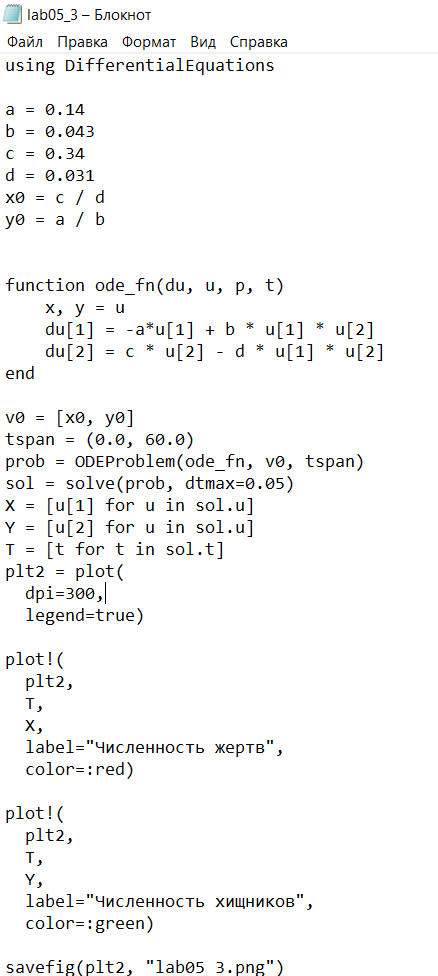 lab05_3 – Блокнот
Файл Правка Формат Вид Справка
using DifferentialEquations

a = 0.14
b = 0.043
c = 0.34
d = 0.031
x0 = c / d
y0 = a / b


function ode_fn(du, u, p, t)
    x, y = u
    du[1] = -a*u[1] + b * u[1] * u[2]
    du[2] = c * u[2] - d * u[1] * u[2]
end

v0 = [x0, y0]
tspan = (0.0, 60.0)
prob = ODEProblem(ode_fn, v0, tspan)
sol = solve(prob, dtmax=0.05)
X = [u[1] for u in sol.u]
Y = [u[2] for u in sol.u]
T = [t for t in sol.t]
plt2 = plot(
  dpi=300,
  legend=true)

plot!(
  plt2,
  T,
  X,
  label="Численность жертв",
  color=:red)

plot!(
  plt2,
  T,
  Y,
  label="Численность хищников",
  color=:green)

savefig(plt2, "lab05_3.png")